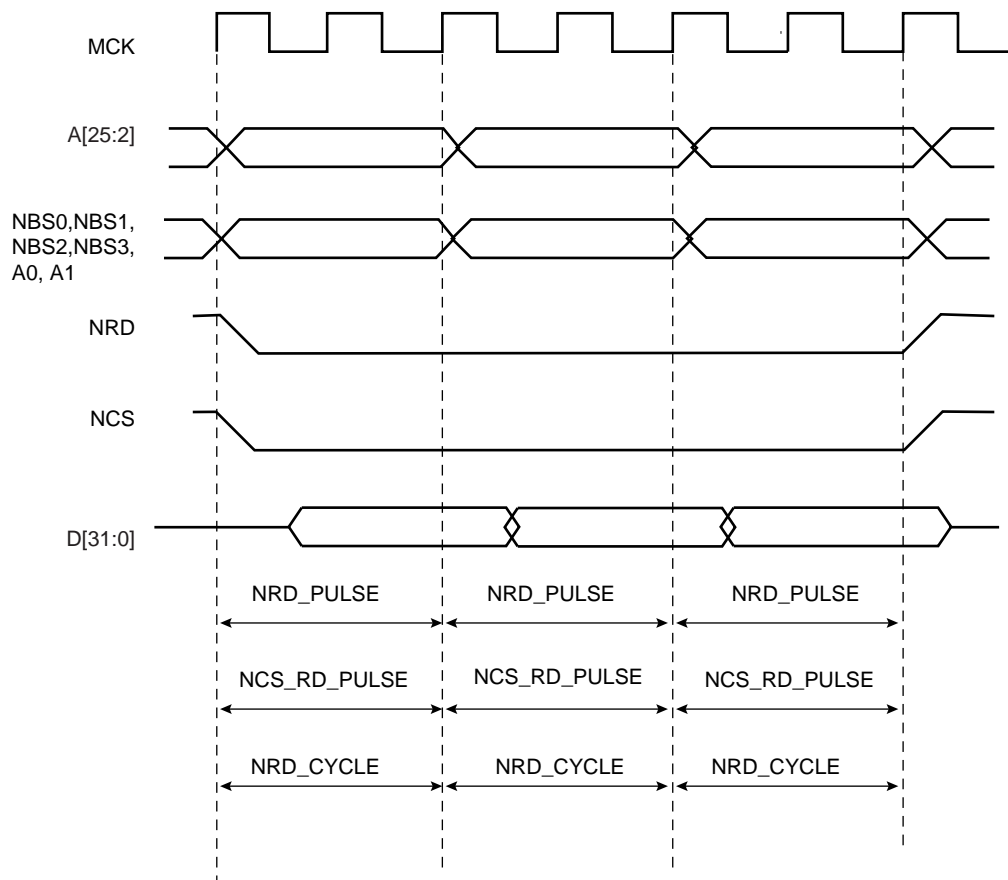 MCK
A[25:2]
NBS0,NBS1,
NBS2,NBS3,
A0, A1
NRD
NCS
D[31:0]
NRD_PULSE NRD_PULSE NRD_PULSE
NCS_RD_PULSE NCS_RD_PULSE NCS_RD_PULSE
NRD_CYCLE NRD_CYCLE NRD_CYCLE